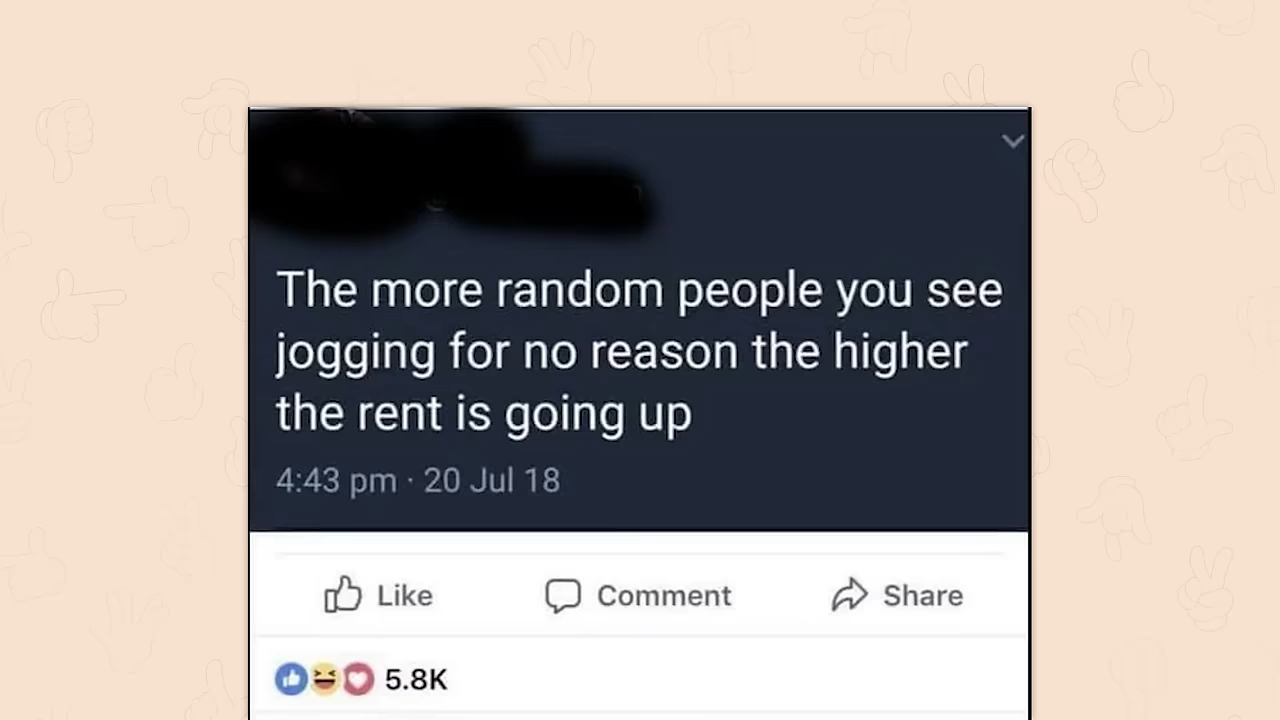 The more random people you see
jogging for no reason the higher
the rent is going up
4:43 pm · 20 Jul 18
Like Comment Share
5.8K